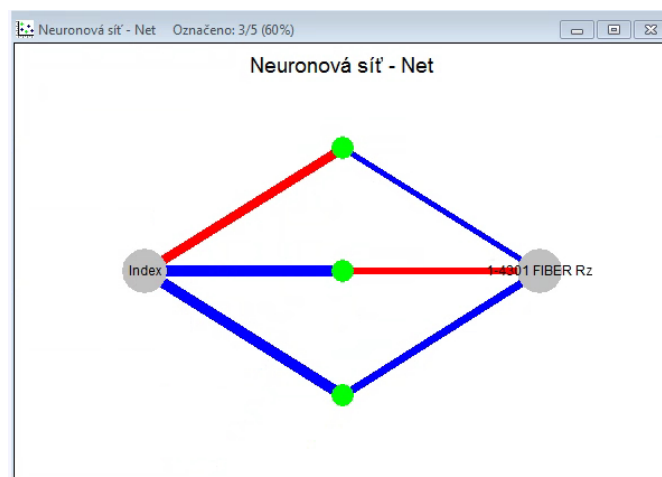 Neuronová síť - Net Označeno: 3/5 (60%)
Neuronová síť - Net
Index
1-4301 FIBER Rz